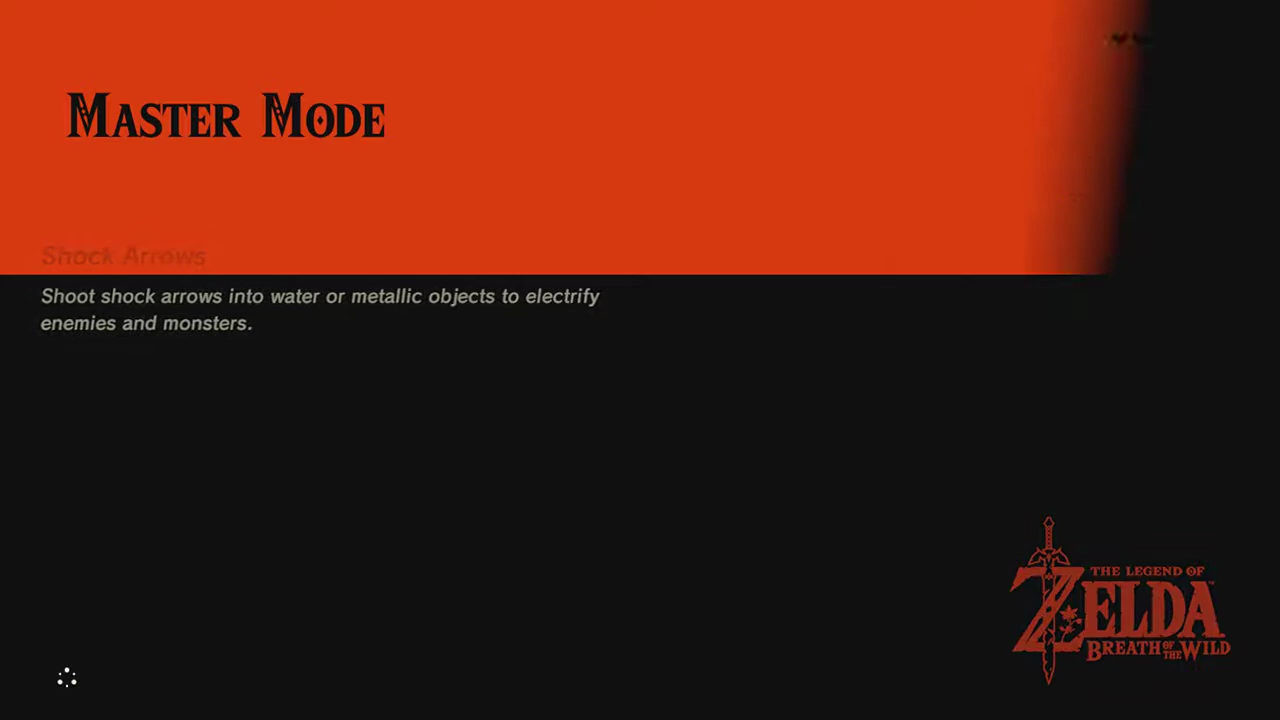 Master Mode
Shock Arrows
Shoot shock arrows into water or metallic objects to electrify
enemies and monsters.
THE LEGEND OF
ZELDA
BREATH OF THE WILD